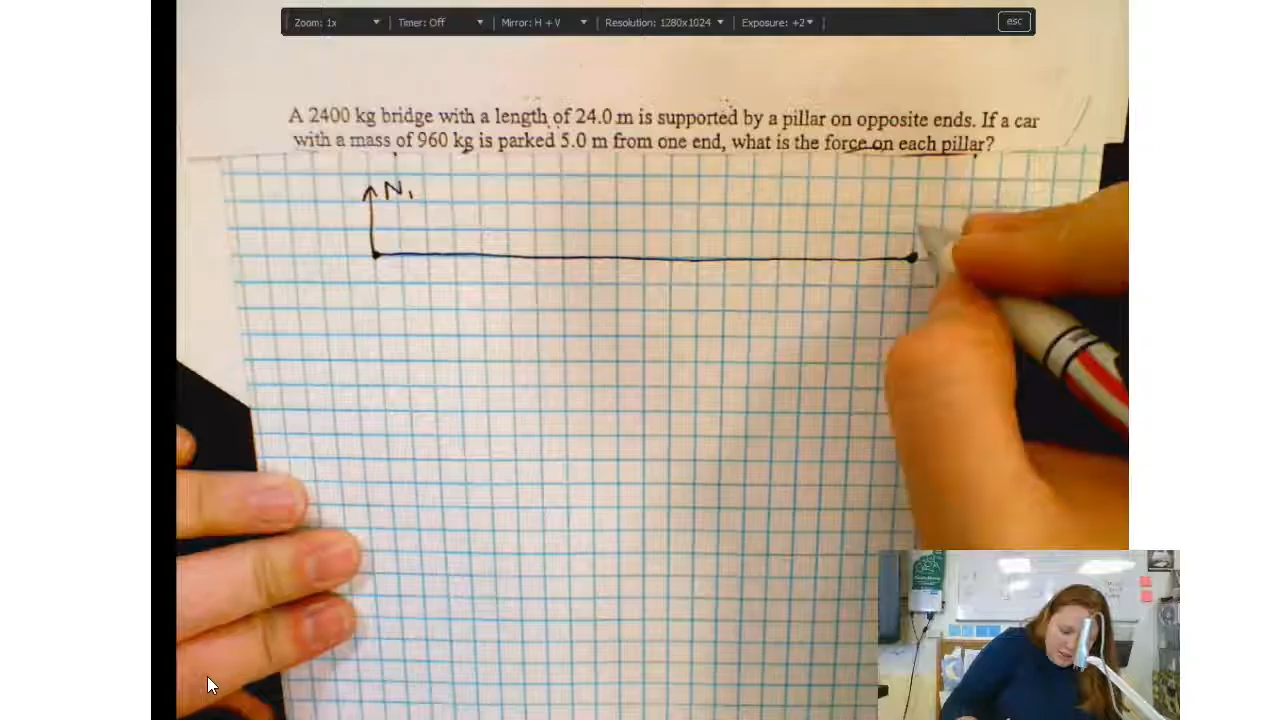 Zoom: 1x Timer: Off Mirror: H + V Resolution: 1280x1024 Exposure: +2 esc
A 2400 kg bridge with a length of 24.0 m is supported by a pillar on opposite ends. If a car
with a mass of 960 kg is parked 5.0 m from one end, what is the force on each pillar?
N₁